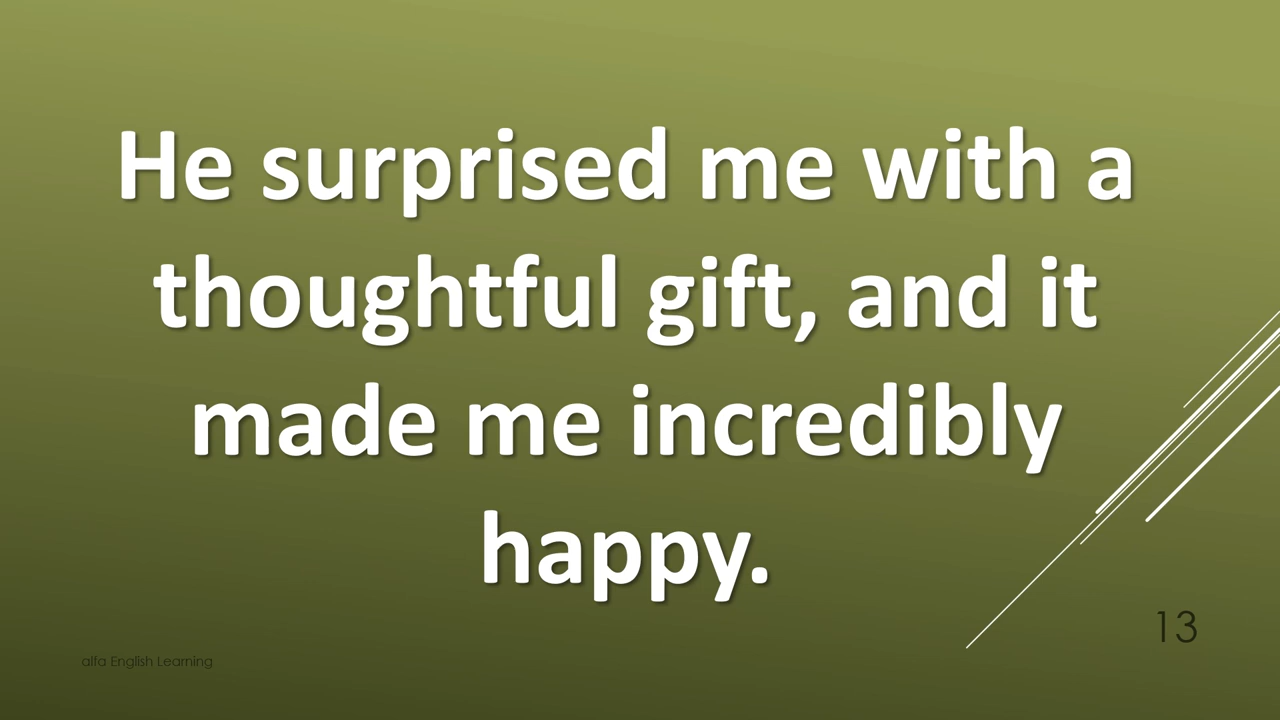 He surprised me with a
thoughtful gift, and it
made me incredibly
happy.
13
alfa English Learning